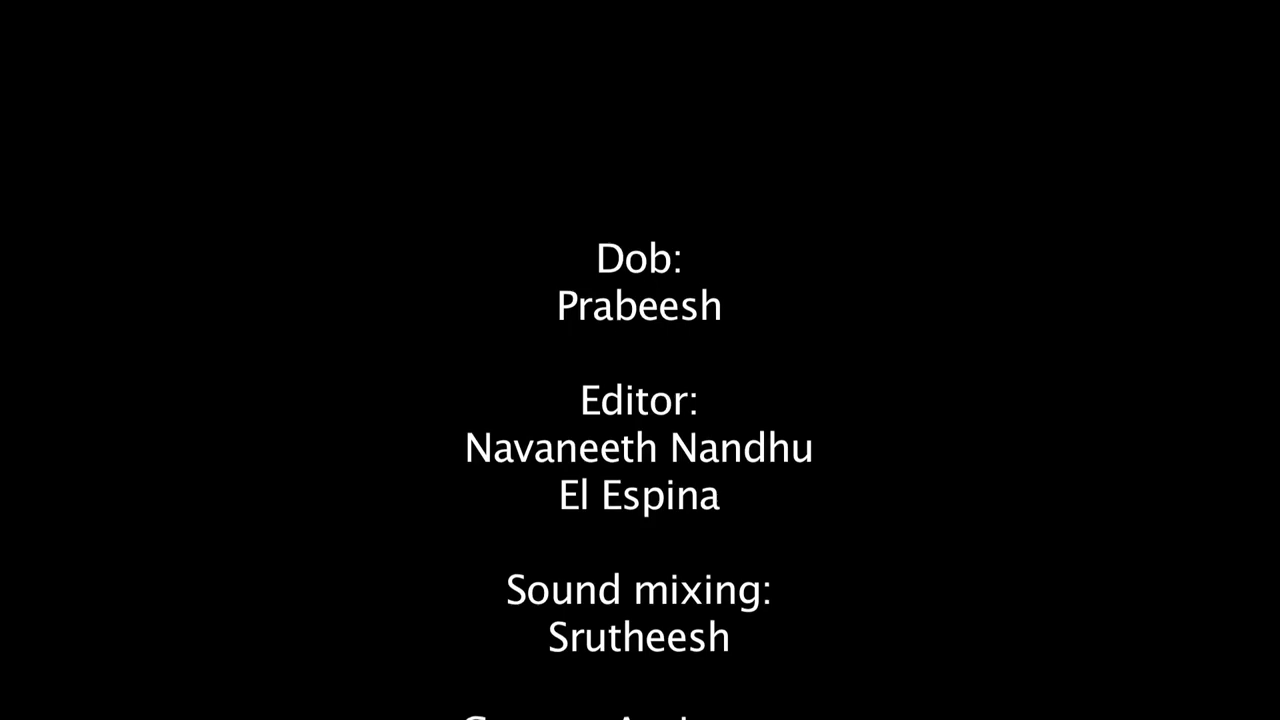 Dob:
Prabeesh
Editor:
Navaneeth Nandhu
El Espina
Sound mixing:
Srutheesh